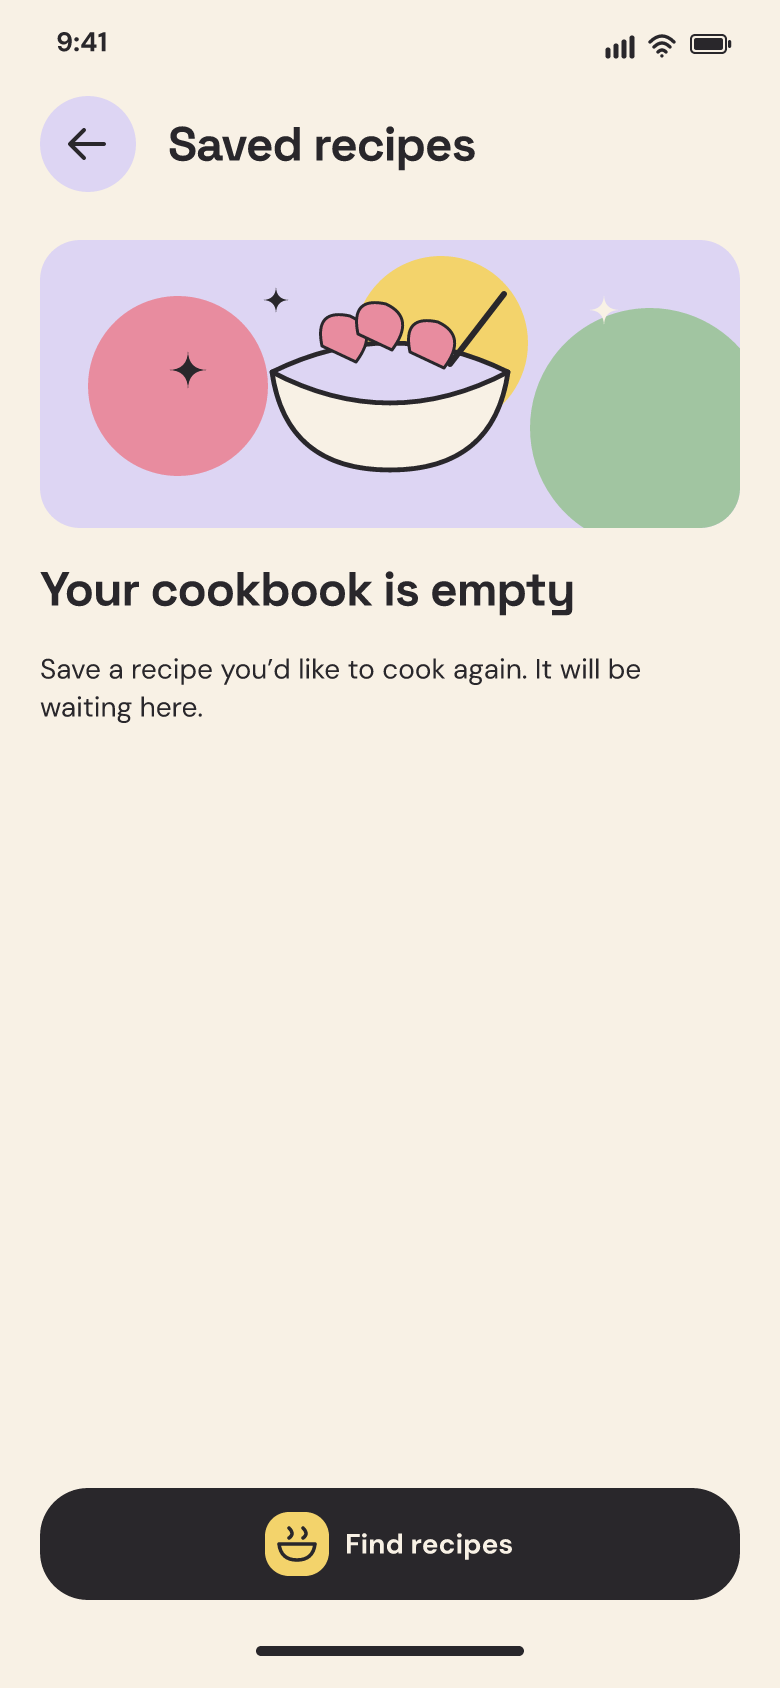 9:41
Saved recipes
Your cookbook is empty
Save a recipe you’d like to cook again. It will be
waiting here.
Find recipes